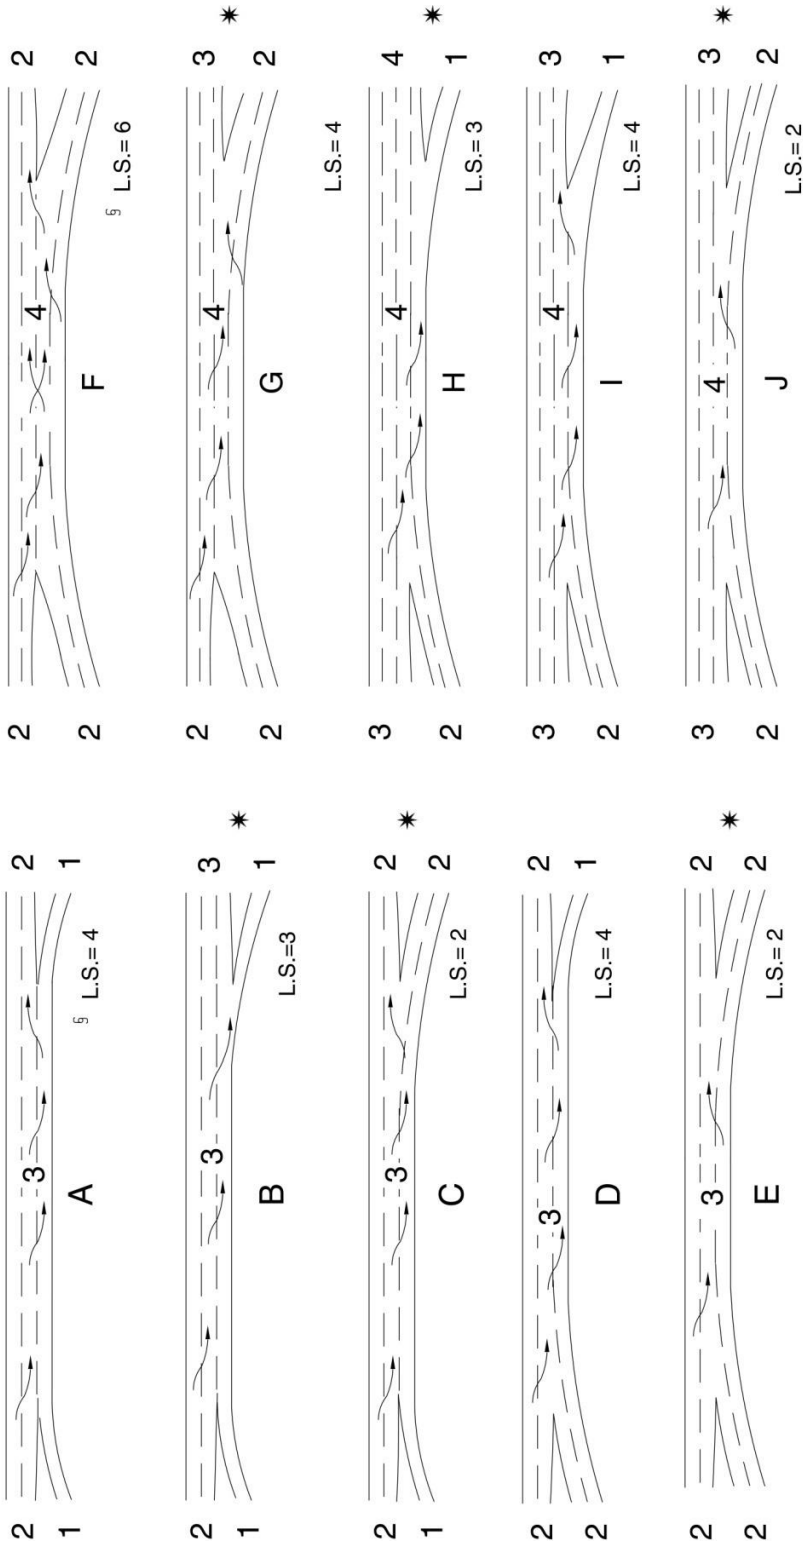 2 3 2
1 1
A L.S.= 4
2 3 3
1 1 ✷
B L.S.=3
2 3 2
1 2 ✷
C L.S.= 2
2 3 2
2 1
D L.S.= 4
2 3 2
2 2 ✷
E L.S.= 2
2 4 2
2 2
F L.S.= 6
2 4 3
2 2 ✷
G L.S.= 4
3 4 4
2 1 ✷
H L.S.= 3
3 4 3
2 1
I L.S.= 4
3 4 3
2 2 ✷
J L.S.= 2